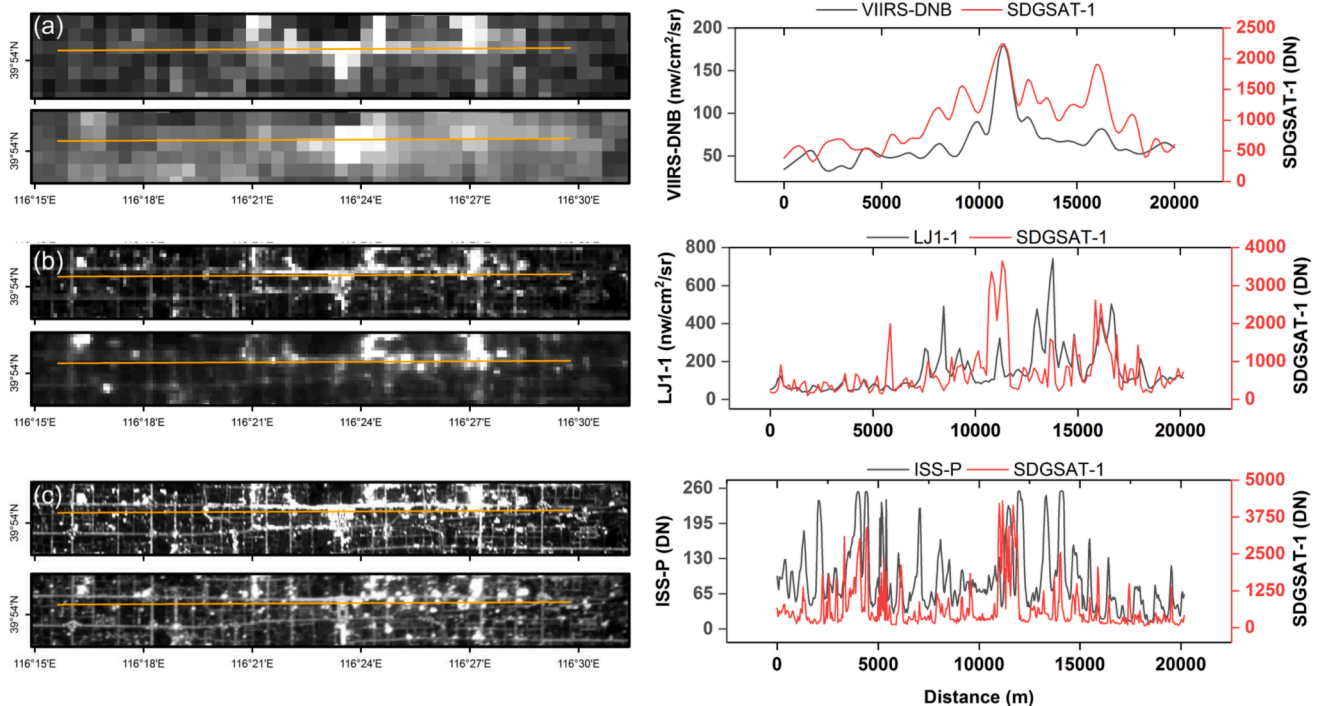 (a)
39°54'N
39°54'N
116°15'E 116°18'E 116°21'E 116°24'E 116°27'E 116°30'E
VIIRS-DNB SDGSAT-1
VIIRS-DNB (nw/cm²/sr)
200
150
100
50
SDGSAT-1 (DN)
2500
2250
2000
1750
1500
1250
1000
750
500
250
0
0 5000 10000 15000 20000
(b)
39°54'N
39°54'N
116°15'E 116°18'E 116°21'E 116°24'E 116°27'E 116°30'E
LJ1-1 SDGSAT-1
LJ1-1 (nw/cm²/sr)
800
600
400
200
0
SDGSAT-1 (DN)
4000
3000
2000
1000
0
0 5000 10000 15000 20000
(c)
39°54'N
39°54'N
116°15'E 116°18'E 116°21'E 116°24'E 116°27'E 116°30'E
ISS-P SDGSAT-1
ISS-P (DN)
260
195
130
65
0
SDGSAT-1 (DN)
5000
3750
2500
1250
0
0 5000 10000 15000 20000
Distance (m)